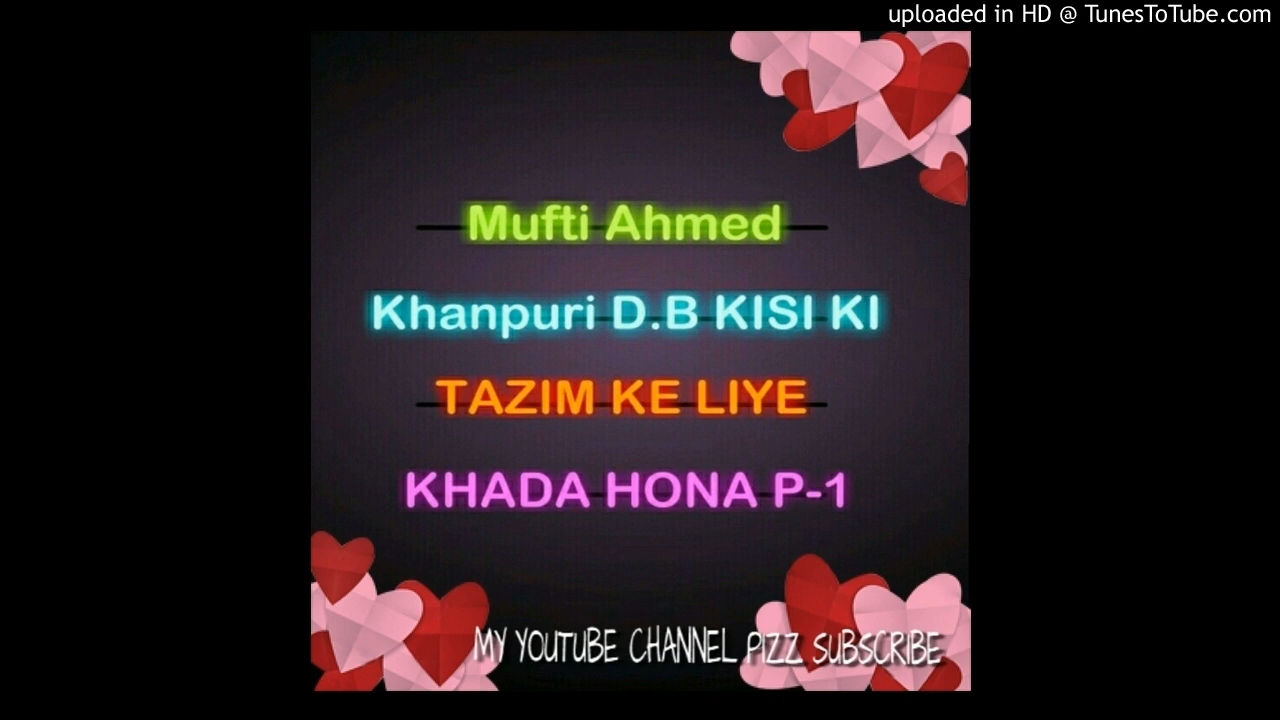 uploaded in HD @ TunesToTube.com
Mufti Ahmed
Khanpuri D.B KISI KI
TAZIM KE LIYE
KHADA HONA P-1
MY YOUTUBE CHANNEL PIZZ SUBSCRIBE